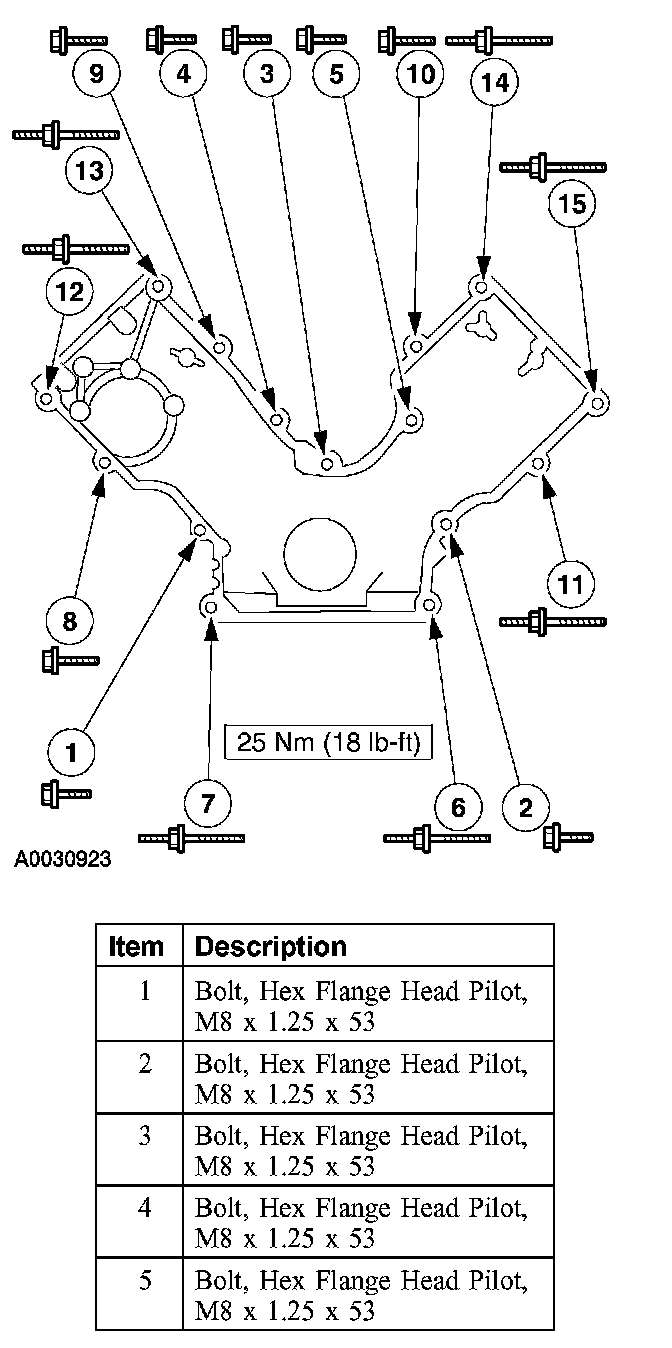 9 4 3 5 10 14
13
15
12
11
8
25 Nm (18 lb-ft)
1
7 6 2
A0030923
Item Description
1 Bolt, Hex Flange Head Pilot,
M8 x 1.25 x 53
2 Bolt, Hex Flange Head Pilot,
M8 x 1.25 x 53
3 Bolt, Hex Flange Head Pilot,
M8 x 1.25 x 53
4 Bolt, Hex Flange Head Pilot,
M8 x 1.25 x 53
5 Bolt, Hex Flange Head Pilot,
M8 x 1.25 x 53